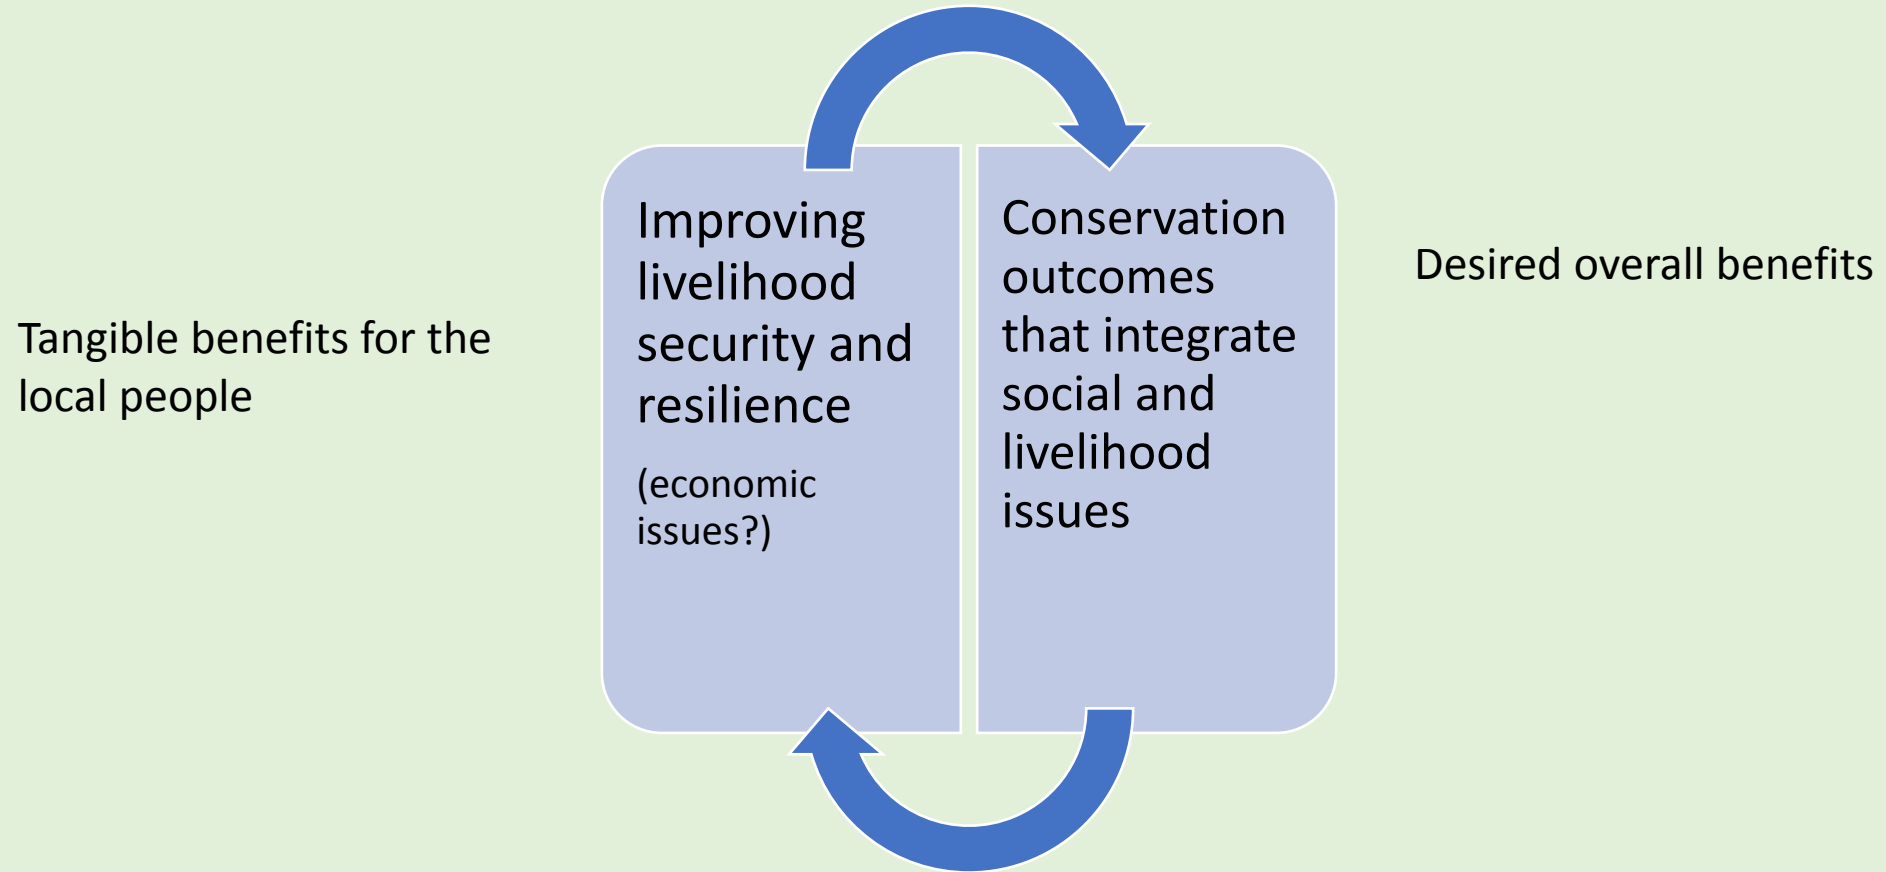 Tangible benefits for the
local people
Improving
livelihood
security and
resilience
(economic
issues?)
Conservation
outcomes
that integrate
social and
livelihood
issues
Desired overall benefits